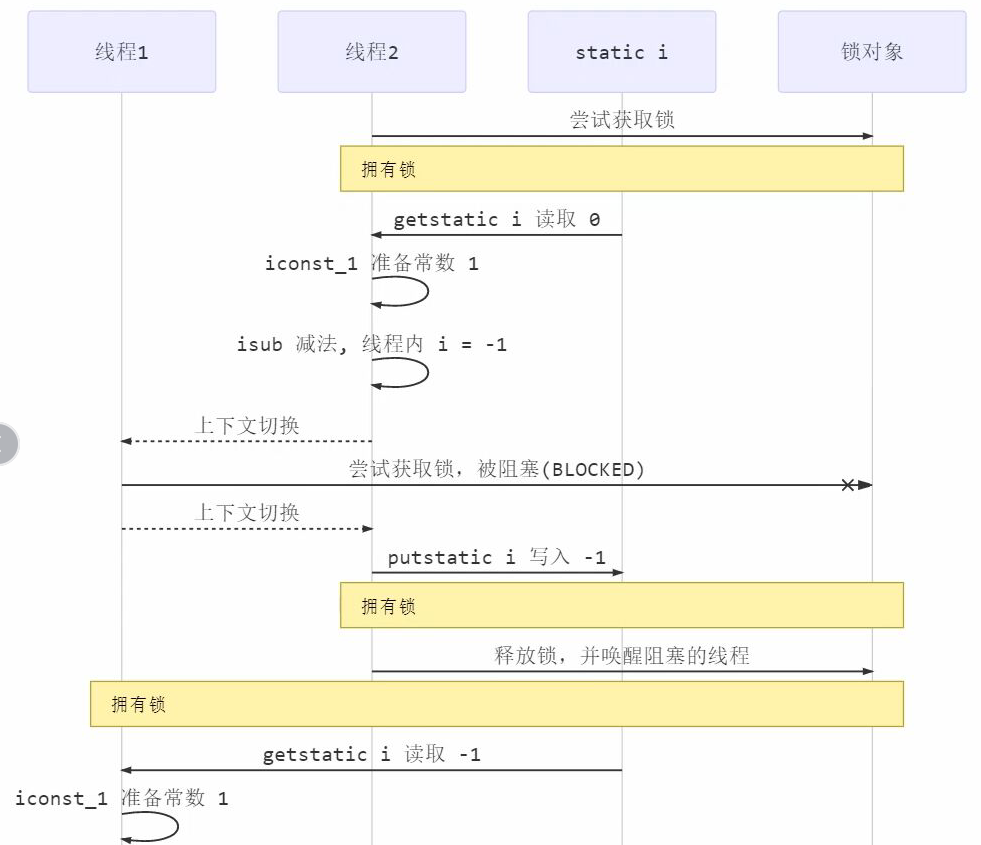 线程1
线程2
static i
锁对象
尝试获取锁
拥有锁
getstatic i 读取 0
iconst_1 准备常数 1
isub 减法, 线程内 i = -1
上下文切换
尝试获取锁，被阻塞(BLOCKED)
上下文切换
putstatic i 写入 -1
拥有锁
释放锁，并唤醒阻塞的线程
拥有锁
getstatic i 读取 -1
iconst_1 准备常数 1